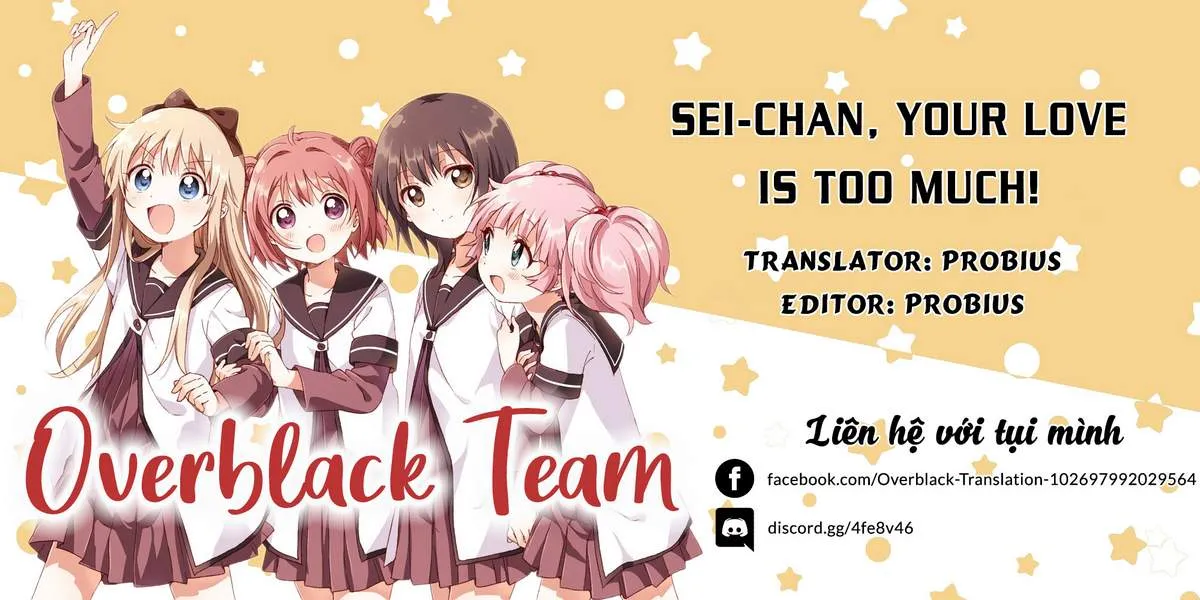 SEI-CHAN, YOUR LOVE
IS TOO MUCH!
TRANSLATOR: PROBIUS
EDITOR: PROBIUS
Overblack Team
Liên hệ với tụi mình
facebook.com/Overblack-Translation-102697992029564
discord.gg/4fe8v46